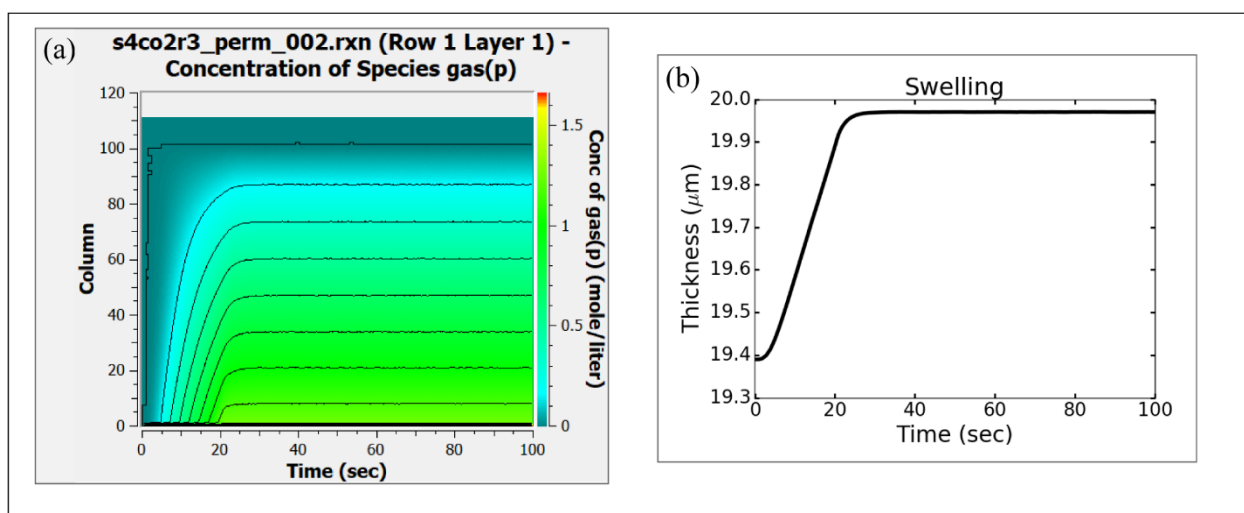 (a)
s4co2r3_perm_002.rxn (Row 1 Layer 1) -
Concentration of Species gas(p)
120
100
80
60
40
20
0
Column
0 20 40 60 80 100
Time (sec)
1.5
1
0.5
0
Conc of gas(p) (mole/liter)
(b)
Swelling
20.0
19.9
19.8
19.7
19.6
19.5
19.4
19.3
Thickness (μm)
0 20 40 60 80 100
Time (sec)